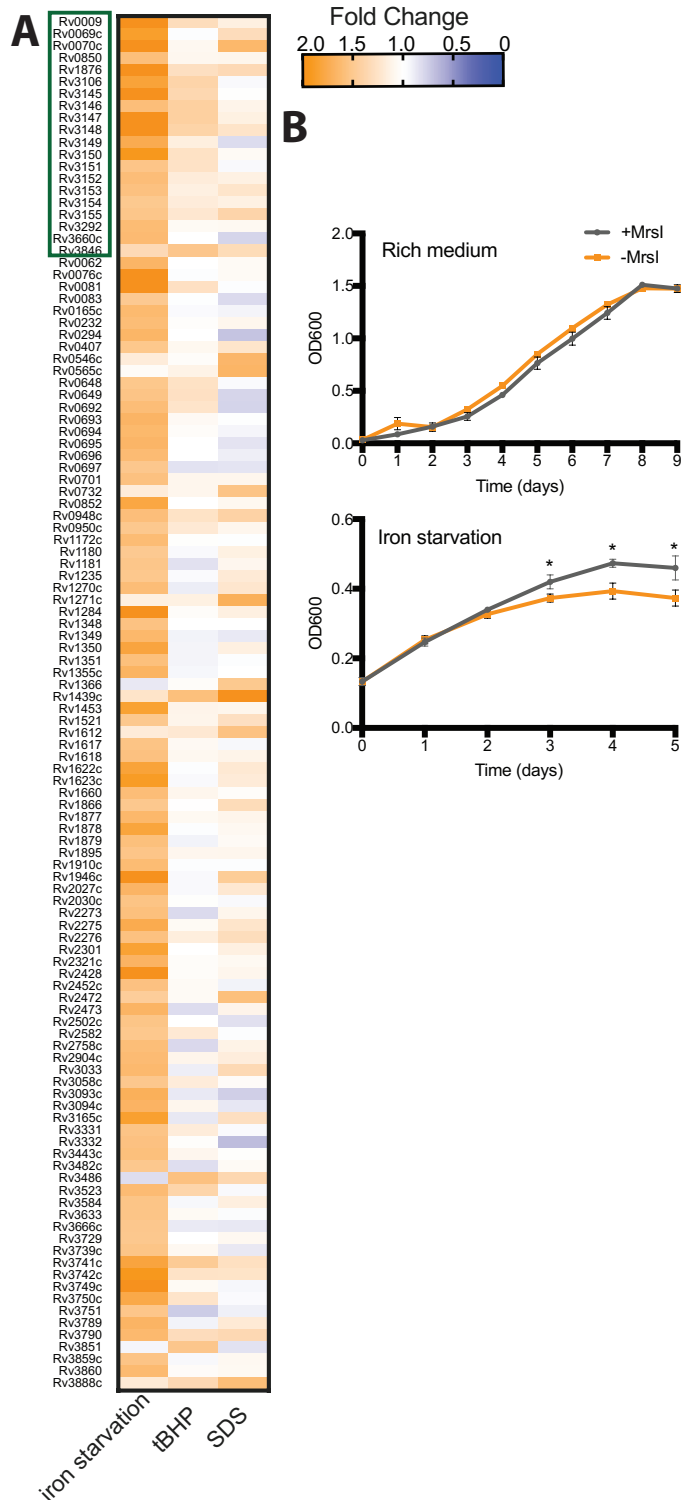 A
Fold Change
2.0 1.5 1.0 0.5 0
Rv0009
Rv0069c
Rv0070c
Rv0850
Rv1876
Rv3106
Rv3145
Rv3146
Rv3147
Rv3148
Rv3149
Rv3150
Rv3151
Rv3152
Rv3153
Rv3154
Rv3155
Rv3292
Rv3660c
Rv3846
Rv0062
Rv0076c
Rv0081
Rv0083
Rv0165c
Rv0232
Rv0294
Rv0407
Rv0546c
Rv0565c
Rv0648
Rv0649
Rv0692
Rv0693
Rv0694
Rv0695
Rv0696
Rv0697
Rv0701
Rv0732
Rv0852
Rv0948c
Rv0950c
Rv1172c
Rv1180
Rv1181
Rv1235
Rv1270c
Rv1271c
Rv1284
Rv1348
Rv1349
Rv1350
Rv1351
Rv1355c
Rv1366
Rv1439c
Rv1453
Rv1521
Rv1612
Rv1617
Rv1618
Rv1622c
Rv1623c
Rv1660
Rv1866
Rv1877
Rv1878
Rv1879
Rv1895
Rv1910c
Rv1946c
Rv2027c
Rv2030c
Rv2273
Rv2275
Rv2276
Rv2301
Rv2321c
Rv2428
Rv2452c
Rv2472
Rv2473
Rv2502c
Rv2582
Rv2758c
Rv2904c
Rv3033
Rv3058c
Rv3093c
Rv3094c
Rv3165c
Rv3331
Rv3332
Rv3443c
Rv3482c
Rv3486
Rv3523
Rv3584
Rv3633
Rv3666c
Rv3729
Rv3739c
Rv3741c
Rv3742c
Rv3749c
Rv3750c
Rv3751
Rv3789
Rv3790
Rv3851
Rv3859c
Rv3860
Rv3888c
iron starvation
tBHP
SDS
B
Rich medium
+MrsI
-MrsI
OD600
2.0
1.5
1.0
0.5
0.0
0 1 2 3 4 5 6 7 8 9
Time (days)
Iron starvation
* * *
OD600
0.6
0.4
0.2
0.0
0 1 2 3 4 5
Time (days)